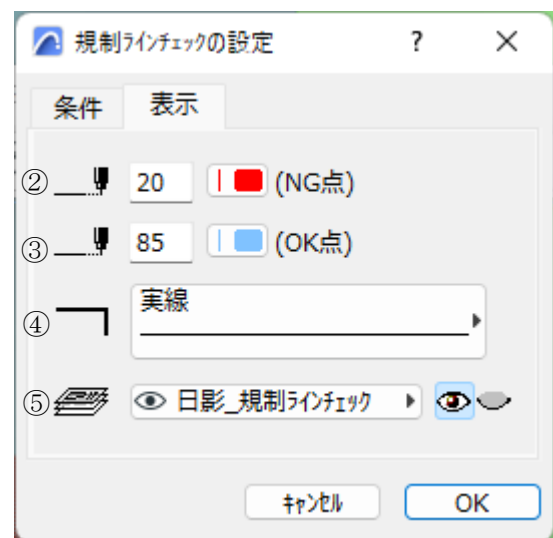 規制ﾗｲﾝﾁｪｯｸの設定 ?
条件 表示
② 20 (NG点)
③ 85 (OK点)
④ 実線
⑤ 日影_規制ﾗｲﾝﾁｪｯｸ
ｷｬﾝｾﾙ OK